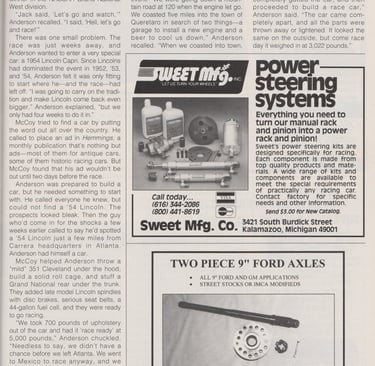 West division.
"Jack said, 'Let's go and watch,'"
Anderson recalled. "I said, 'Hell, let's go
and race!'"
There was one small problem. The
race was just weeks away, and
Anderson wanted to enter a very special
car: a 1954 Lincoln Capri. Since Lincolns
had dominated the event in 1952, '53,
and '54, Anderson felt it was only fitting
to start where he—and the race—had
left off. "I was going to carry on the tradi-
tion and make Lincoln come back even
bigger," Anderson explained, "but we
only had four weeks to do it in."
McCoy tried to find a car by putting
the word out all over the country. He
called to place an ad in Hemmings, a
monthly publication that's nothing but
ads—most of them for antique cars,
some of them historic racing cars. But
McCoy found that his ad wouldn't be
out until two days before the race.
Anderson was prepared to build a
car, but he needed something to start
with. He called everyone he knew, but
could not find a '54 Lincoln. The
prospects looked bleak. Then the guy
who'd come in for the shocks a few
weeks earlier called to say he'd spotted
a '54 Lincoln just a few miles from
Carrera headquarters in Atlanta.
Anderson had himself a car.
McCoy helped Anderson throw a
"mild" 351 Cleveland under the hood,
build a solid roll cage, and stuff a
Grand National rear under the trunk.
They added late model Lincoln spindles
with disc brakes, serious seat belts, a
44-gallon fuel cell, and they were ready
to go racing.
"We took 700 pounds of upholstery
out of the car and had it 'race ready' at
5,000 pounds," Anderson chuckled.
"Needless to say, we didn't have a
chance before we left Atlanta. We went
to Mexico to race anyway, and we
tain road at 120 when the engine let go.
We coasted five miles into the town of
Queretaro in search of two things—a
garage to install a new engine and a
beer to cool us down," Anderson
recalled. "When we coasted into town,
proceeded to build a race car,"
Anderson said. "The car came com-
pletely apart, and all the parts were
thrown away or lightened. It looked the
same on the outside, but come race
day it weighed in at 3,022 pounds."
SWEET Mfg. INC.
"LET US TURN YOUR WHEELS"
Call today...
(616) 344-2086
(800) 441-8619
VISA
Power
steering
systems
Everything you need to
turn our manual rack
and pinion into a power
rack and pinion!
Sweet's power steering kits are
designed specifically for racing.
Each component is made from
top quality products and mate-
rials. A wide range of kits and
components are available to
meet the special requirements
of practically any racing car.
Contact factory for specific
needs and other information.
Send $3.00 for New Catalog.
Sweet Mfg. Co.
3421 South Burdick Street
Kalamazoo, Michigan 49001
TWO PIECE 9" FORD AXLES
- ALL 9" FORD AND GM APPLICATIONS
- STREET STOCKS OR IMCA MODIFIEDS